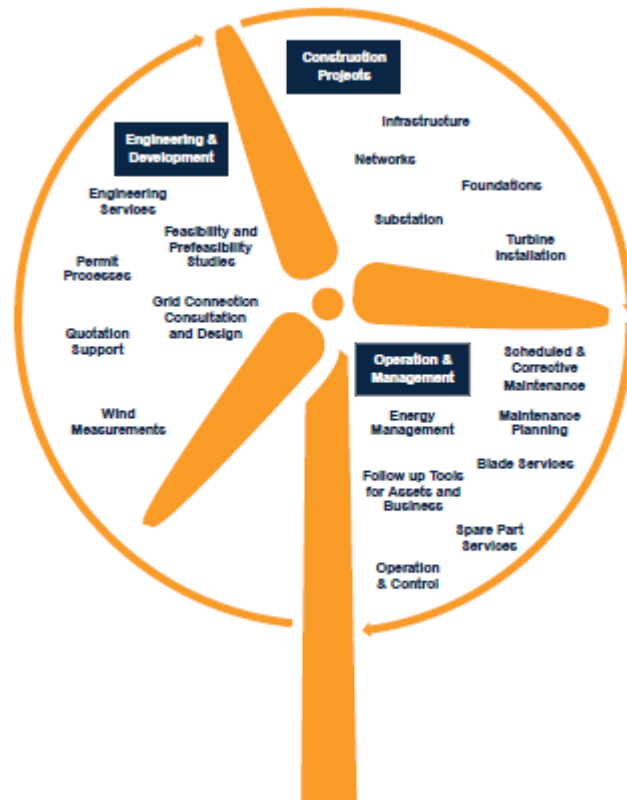 Construction
Projects
Infrastructure
Networks
Foundations
Substation
Turbine
Installation
Engineering &
Development
Engineering
Services
Feasibility and
Prefeasibility
Studies
Permit
Processes
Grid Connection
Consultation
and Design
Quotation
Support
Wind
Measurements
Operation &
Management
Scheduled &
Corrective
Maintenance
Energy
Management
Maintenance
Planning
Blade Services
Follow up Tools
for Assets and
Business
Spare Part
Services
Operation
& Control